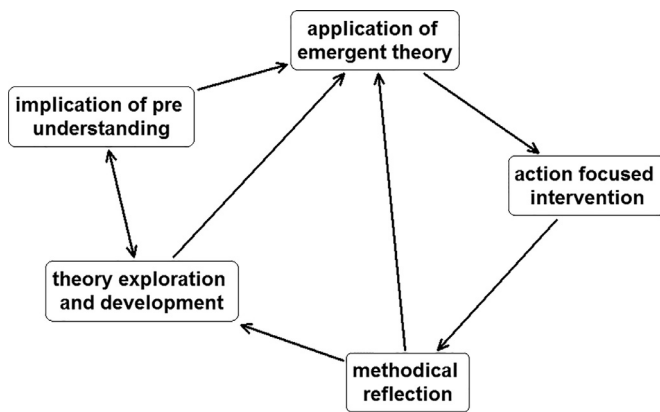 application of
emergent theory
implication of pre
understanding
action focused
intervention
theory exploration
and development
methodical
reflection